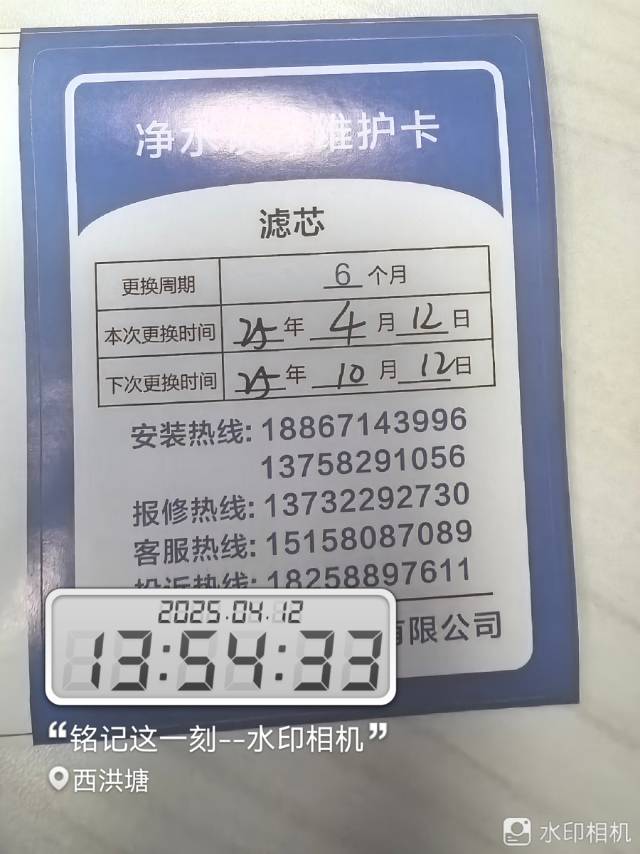 净水 维护卡
滤芯
更换周期 6 个月
本次更换时间 25 年 4 月 12 日
下次更换时间 25 年 10 月 12 日
安装热线: 18867143996
13758291056
报修热线: 13732292730
客服热线: 15158087089
投诉热线: 18258897611
有限公司
2025.04.12
13:54:33
“铭记这一刻--水印相机”
西洪塘
水印相机